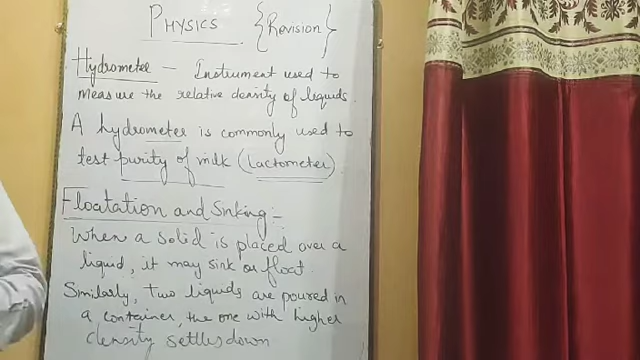 PHYSICS {Revision}
Hydrometer – Instrument used to
measure the relative density of liquids
A hydrometer is commonly used to
test purity of milk (Lactometer)
Floatation and Sinking:-
When a solid is placed over a
liquid, it may sink or float.
Similarly, two liquids are poured in
a container, the one with higher
density settles down